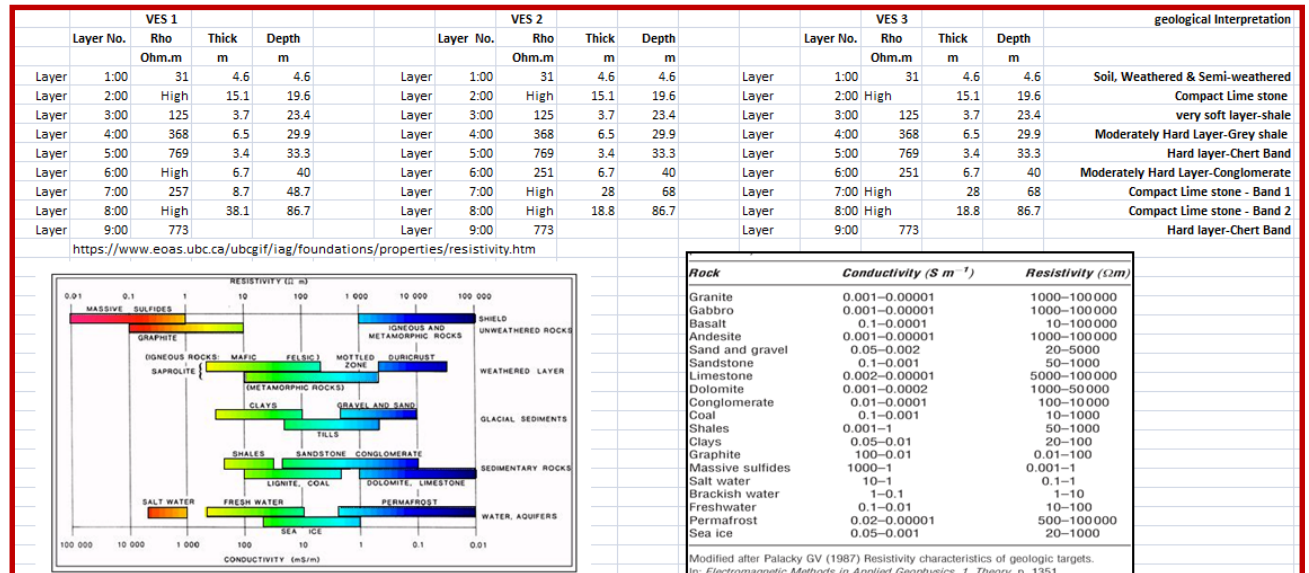 VES 1 VES 2 VES 3 geological Interpretation
Layer No. Rho Thick Depth Layer No. Rho Thick Depth Layer No. Rho Thick Depth
Ohm.m m m Ohm.m m m Ohm.m m m
Layer 1:00 31 4.6 4.6 Layer 1:00 31 4.6 4.6 Layer 1:00 31 4.6 4.6 Soil, Weathered & Semi-weathered
Layer 2:00 High 15.1 19.6 Layer 2:00 High 15.1 19.6 Layer 2:00 High 15.1 19.6 Compact Lime stone
Layer 3:00 125 3.7 23.4 Layer 3:00 125 3.7 23.4 Layer 3:00 125 3.7 23.4 very soft layer-shale
Layer 4:00 368 6.5 29.9 Layer 4:00 368 6.5 29.9 Layer 4:00 368 6.5 29.9 Moderately Hard Layer-Grey shale
Layer 5:00 769 3.4 33.3 Layer 5:00 769 3.4 33.3 Layer 5:00 769 3.4 33.3 Hard layer-Chert Band
Layer 6:00 High 6.7 40 Layer 6:00 251 6.7 40 Layer 6:00 251 6.7 40 Moderately Hard Layer-Conglomerate
Layer 7:00 257 8.7 48.7 Layer 7:00 High 28 68 Layer 7:00 High 28 68 Compact Lime stone - Band 1
Layer 8:00 High 38.1 86.7 Layer 8:00 High 18.8 86.7 Layer 8:00 High 18.8 86.7 Compact Lime stone - Band 2
Layer 9:00 773 Layer 9:00 773 Layer 9:00 773 Hard layer-Chert Band
https://www.eoas.ubc.ca/ubcgif/iag/foundations/properties/resistivity.htm
RESISTIVITY (Ω m)
0.01 0.1 1 10 100 1 000 10 000 100 000
MASSIVE SULFIDES
SHIELD
GRAPHITE
IGNEOUS AND
METAMORPHIC ROCKS
UNWEATHERED ROCKS
(IGNEOUS ROCKS: MAFIC FELSIC) MOTTLED ZONE DURICRUST
SAPROLITE
WEATHERED LAYER
(METAMORPHIC ROCKS)
CLAYS GRAVEL AND SAND
GLACIAL SEDIMENTS
TILLS
SHALES SANDSTONE CONGLOMERATE
SEDIMENTARY ROCKS
LIGNITE, COAL DOLOMITE, LIMESTONE
SALT WATER FRESH WATER PERMAFROST
WATER, AQUIFERS
SEA ICE
100 000 10 000 1 000 100 10 1 0.1 0.01
CONDUCTIVITY (mS/m)
Rock Conductivity (S m⁻¹) Resistivity (Ωm)
Granite 0.001–0.00001 1000–100 000
Gabbro 0.001–0.00001 1000–100 000
Basalt 0.1–0.0001 10–100 000
Andesite 0.001–0.00001 1000–100 000
Sand and gravel 0.05–0.002 20–5000
Sandstone 0.1–0.001 50–1000
Limestone 0.002–0.00001 5000–100 000
Dolomite 0.001–0.0002 1000–50 000
Conglomerate 0.01–0.0001 100–10 000
Coal 0.1–0.001 10–1000
Shales 0.001–1 50–1000
Clays 0.05–0.01 20–100
Graphite 100–0.01 0.01–100
Massive sulfides 1000–1 0.001–1
Salt water 10–1 0.1–1
Brackish water 1–0.1 1–10
Freshwater 0.1–0.01 10–100
Permafrost 0.02–0.00001 500–100 000
Sea ice 0.05–0.001 20–1000
Modified after Palacky GV (1987) Resistivity characteristics of geologic targets.
In: Electromagnetic Methods in Applied Geophysics, 1, Theory, p. 1351.